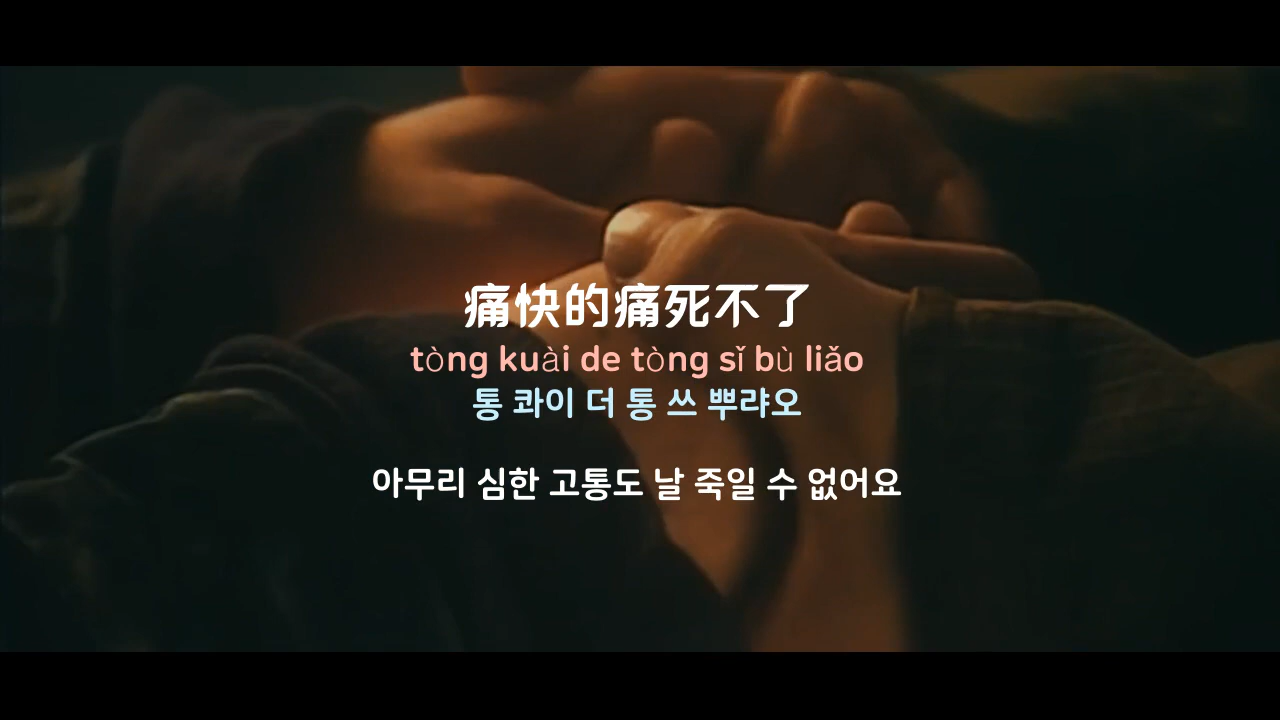 痛快的痛死不了
tòng kuài de tòng sǐ bù liǎo
통 콰이 더 통 쓰 뿌랴오
아무리 심한 고통도 날 죽일 수 없어요